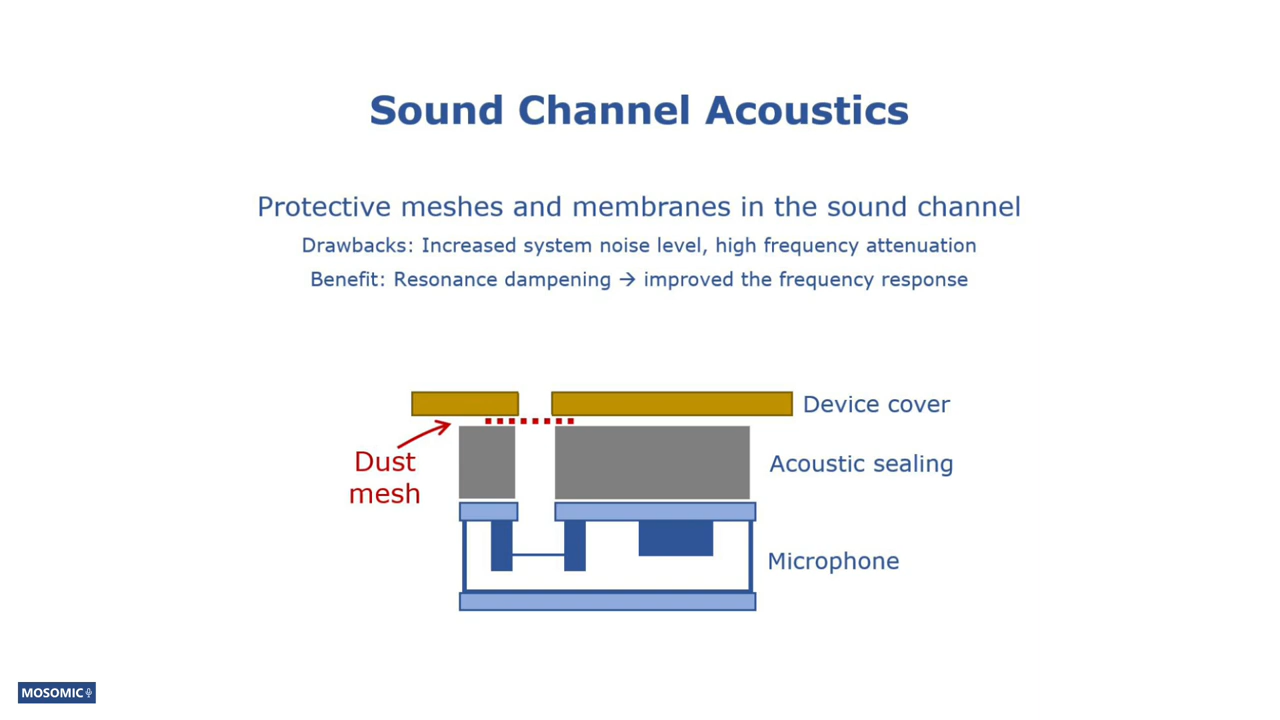 Sound Channel Acoustics
Protective meshes and membranes in the sound channel
Drawbacks: Increased system noise level, high frequency attenuation
Benefit: Resonance dampening → improved the frequency response
Device cover
Dust
mesh
Acoustic sealing
Microphone
MOSOMIC